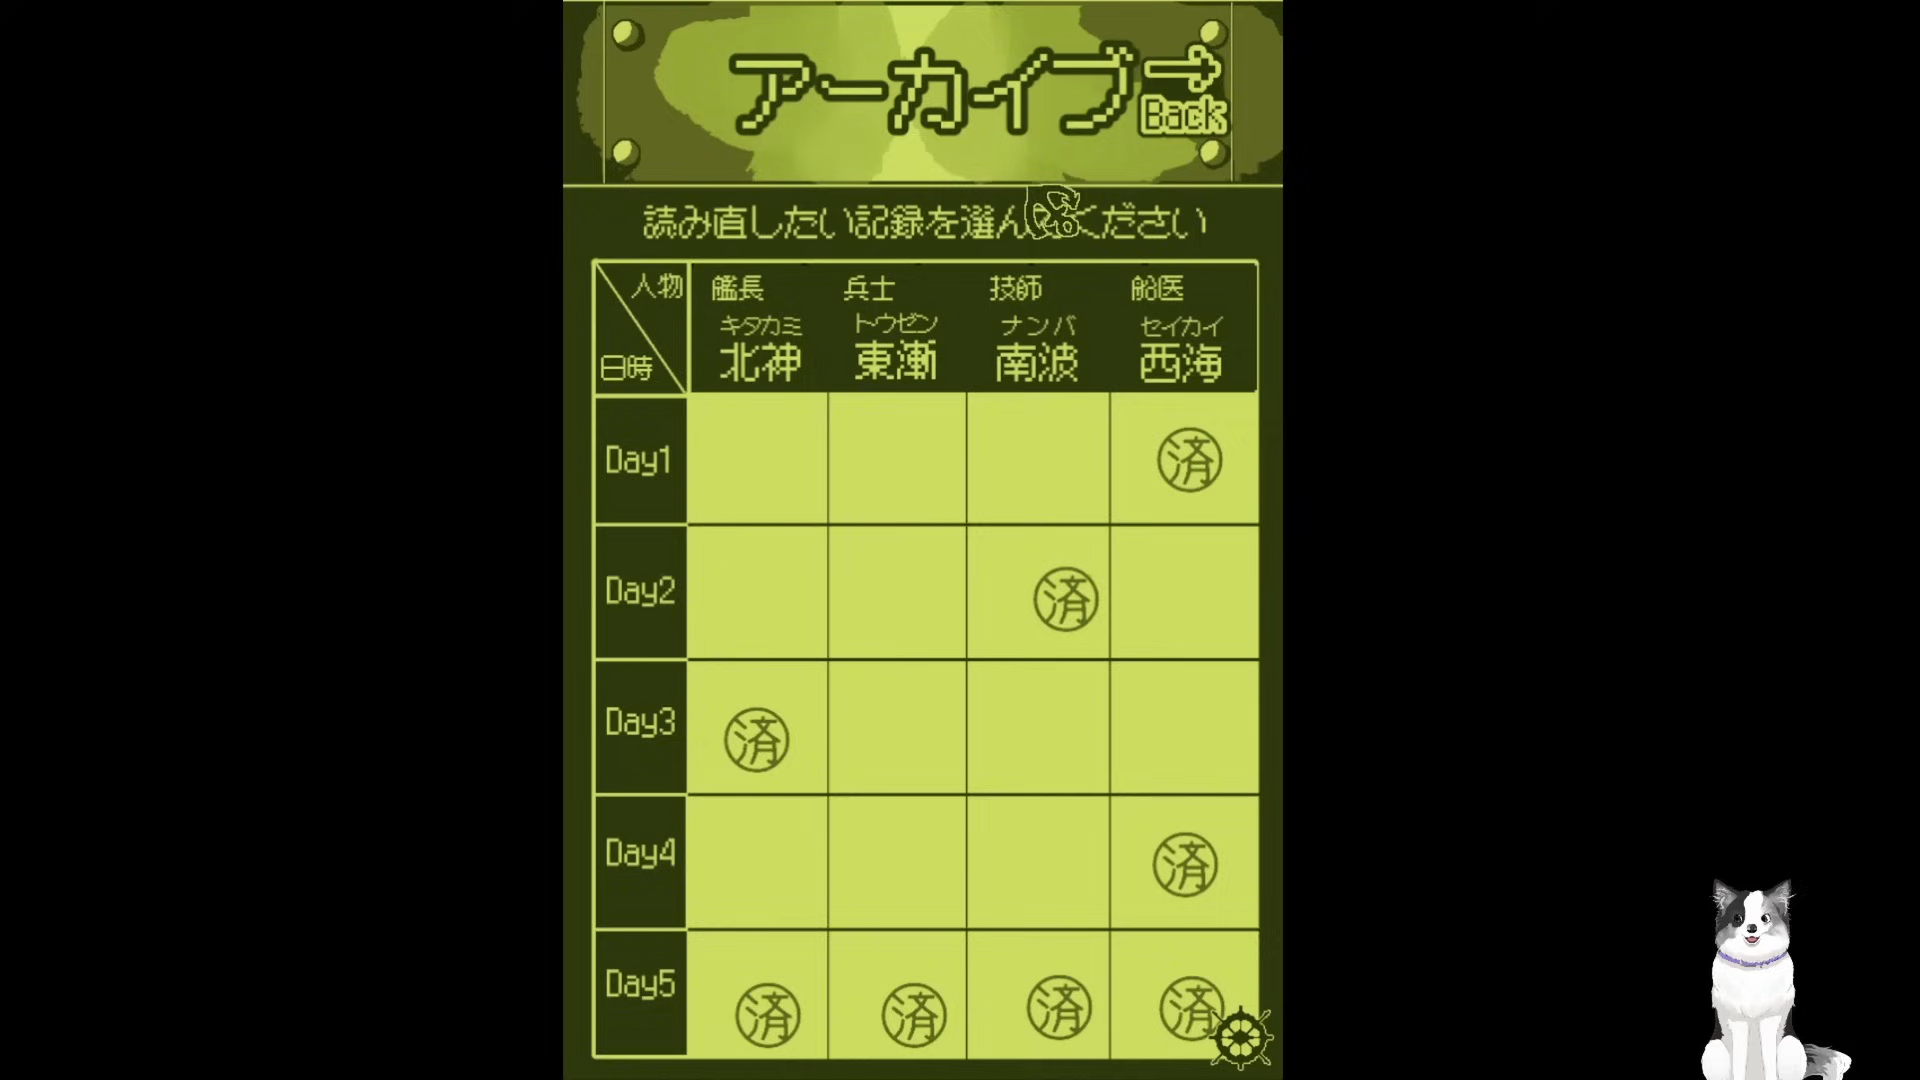 アーカイブ
Back
読み直したい記録を選んでください
人物
日時
艦長 兵士 技師 船医
キタカミ トウゼン ナンバ セイカイ
北神 東漸 南波 西海
Day1 済
Day2 済
Day3 済
Day4 済
Day5 済 済 済 済